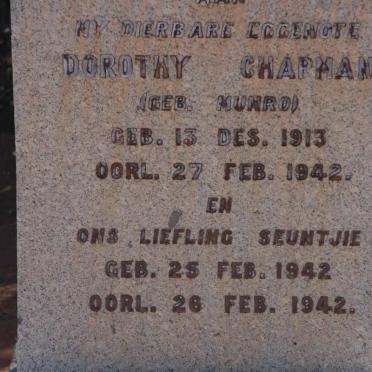 AAN
MY DIERBARE EGGENOTE
DOROTHY CHAPMAN
(GEB. MUNRO)
GEB. 13 DES. 1913
OORL. 27 FEB. 1942.
EN
ONS LIEFLING SEUNTJIE
GEB. 25 FEB. 1942
OORL. 26 FEB. 1942.